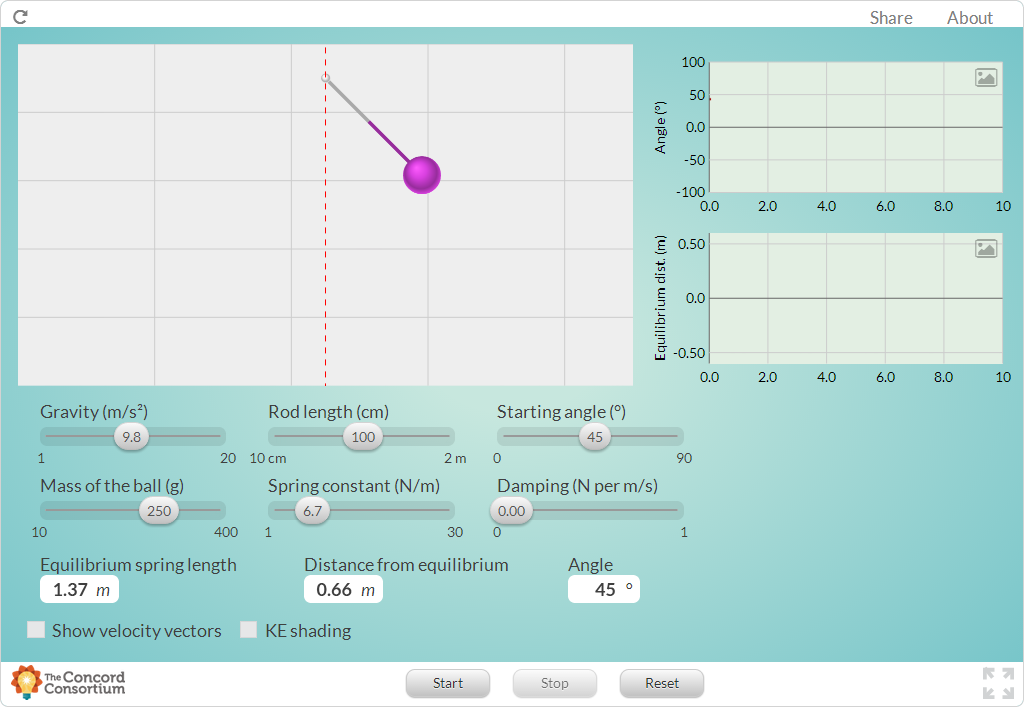 Share About
100
50
0.0
-50
-100
Angle (°)
0.0 2.0 4.0 6.0 8.0 10
0.50
0.0
-0.50
Equilibrium dist. (m)
0.0 2.0 4.0 6.0 8.0 10
Gravity (m/s²) Rod length (cm) Starting angle (°)
9.8 100 45
1 20 10 cm 2 m 0 90
Mass of the ball (g) Spring constant (N/m) Damping (N per m/s)
250 6.7 0.00
10 400 1 30 0 1
Equilibrium spring length Distance from equilibrium Angle
1.37 m 0.66 m 45 °
Show velocity vectors KE shading
The Concord
Consortium
Start Stop Reset